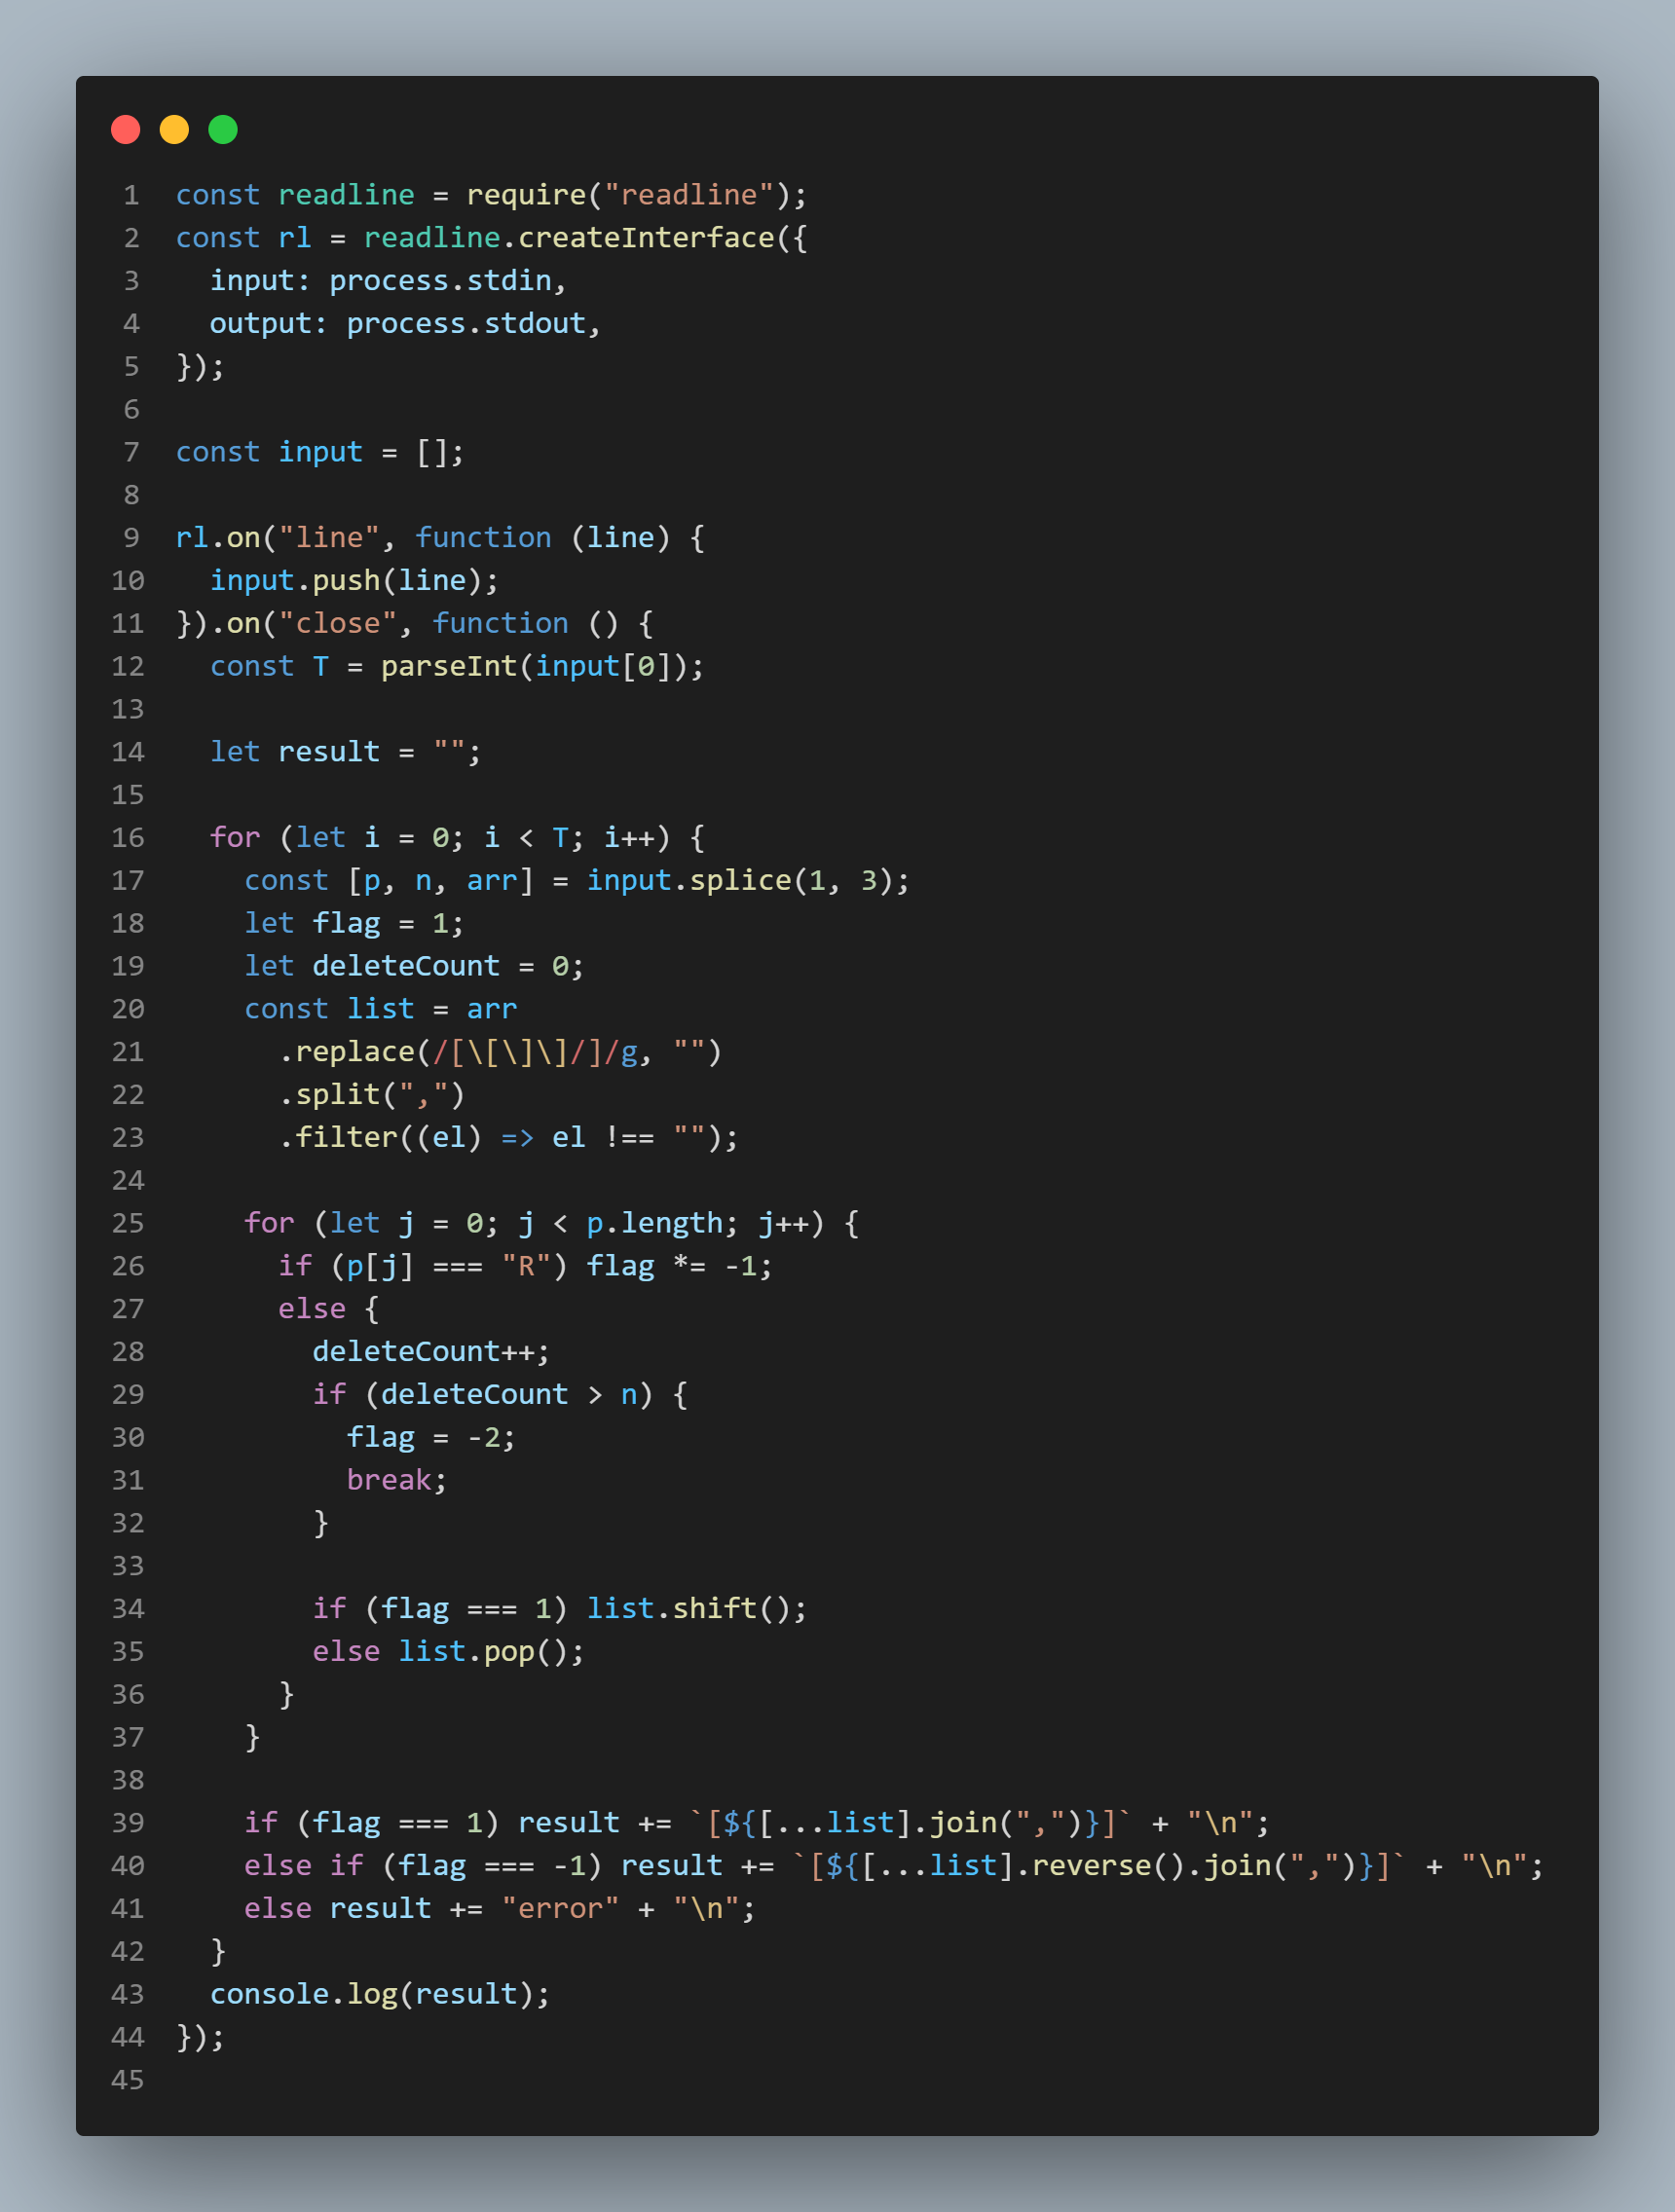 1 const readline = require("readline");
2 const rl = readline.createInterface({
3   input: process.stdin,
4   output: process.stdout,
5 });
6
7 const input = [];
8
9 rl.on("line", function (line) {
10   input.push(line);
11 }).on("close", function () {
12   const T = parseInt(input[0]);
13
14   let result = "";
15
16   for (let i = 0; i < T; i++) {
17     const [p, n, arr] = input.splice(1, 3);
18     let flag = 1;
19     let deleteCount = 0;
20     const list = arr
21       .replace(/[\[\]\]/]/g, "")
22       .split(",")
23       .filter((el) => el !== "");
24
25     for (let j = 0; j < p.length; j++) {
26       if (p[j] === "R") flag *= -1;
27       else {
28         deleteCount++;
29         if (deleteCount > n) {
30           flag = -2;
31           break;
32         }
33
34         if (flag === 1) list.shift();
35         else list.pop();
36       }
37     }
38
39     if (flag === 1) result += `[${[...list].join(",")}]` + "\n";
40     else if (flag === -1) result += `[${[...list].reverse().join(",")}]` + "\n";
41     else result += "error" + "\n";
42   }
43   console.log(result);
44 });
45